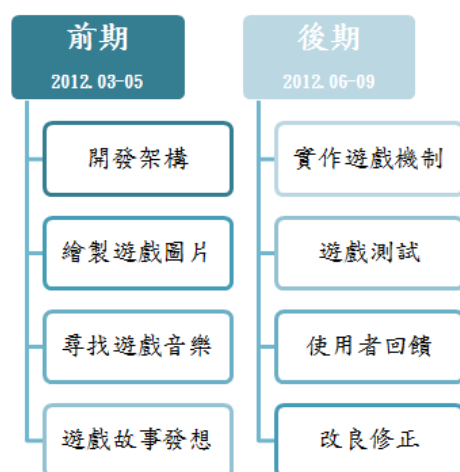 前期
2012.03-05
開發架構
繪製遊戲圖片
尋找遊戲音樂
遊戲故事發想
後期
2012.06-09
實作遊戲機制
遊戲測試
使用者回饋
改良修正